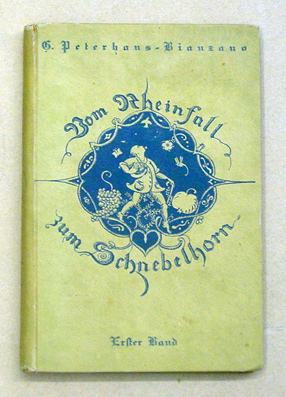 G. Peterhans-Bianzano
Vom Rheinfall
zum Schnebelhorn
Erster Band